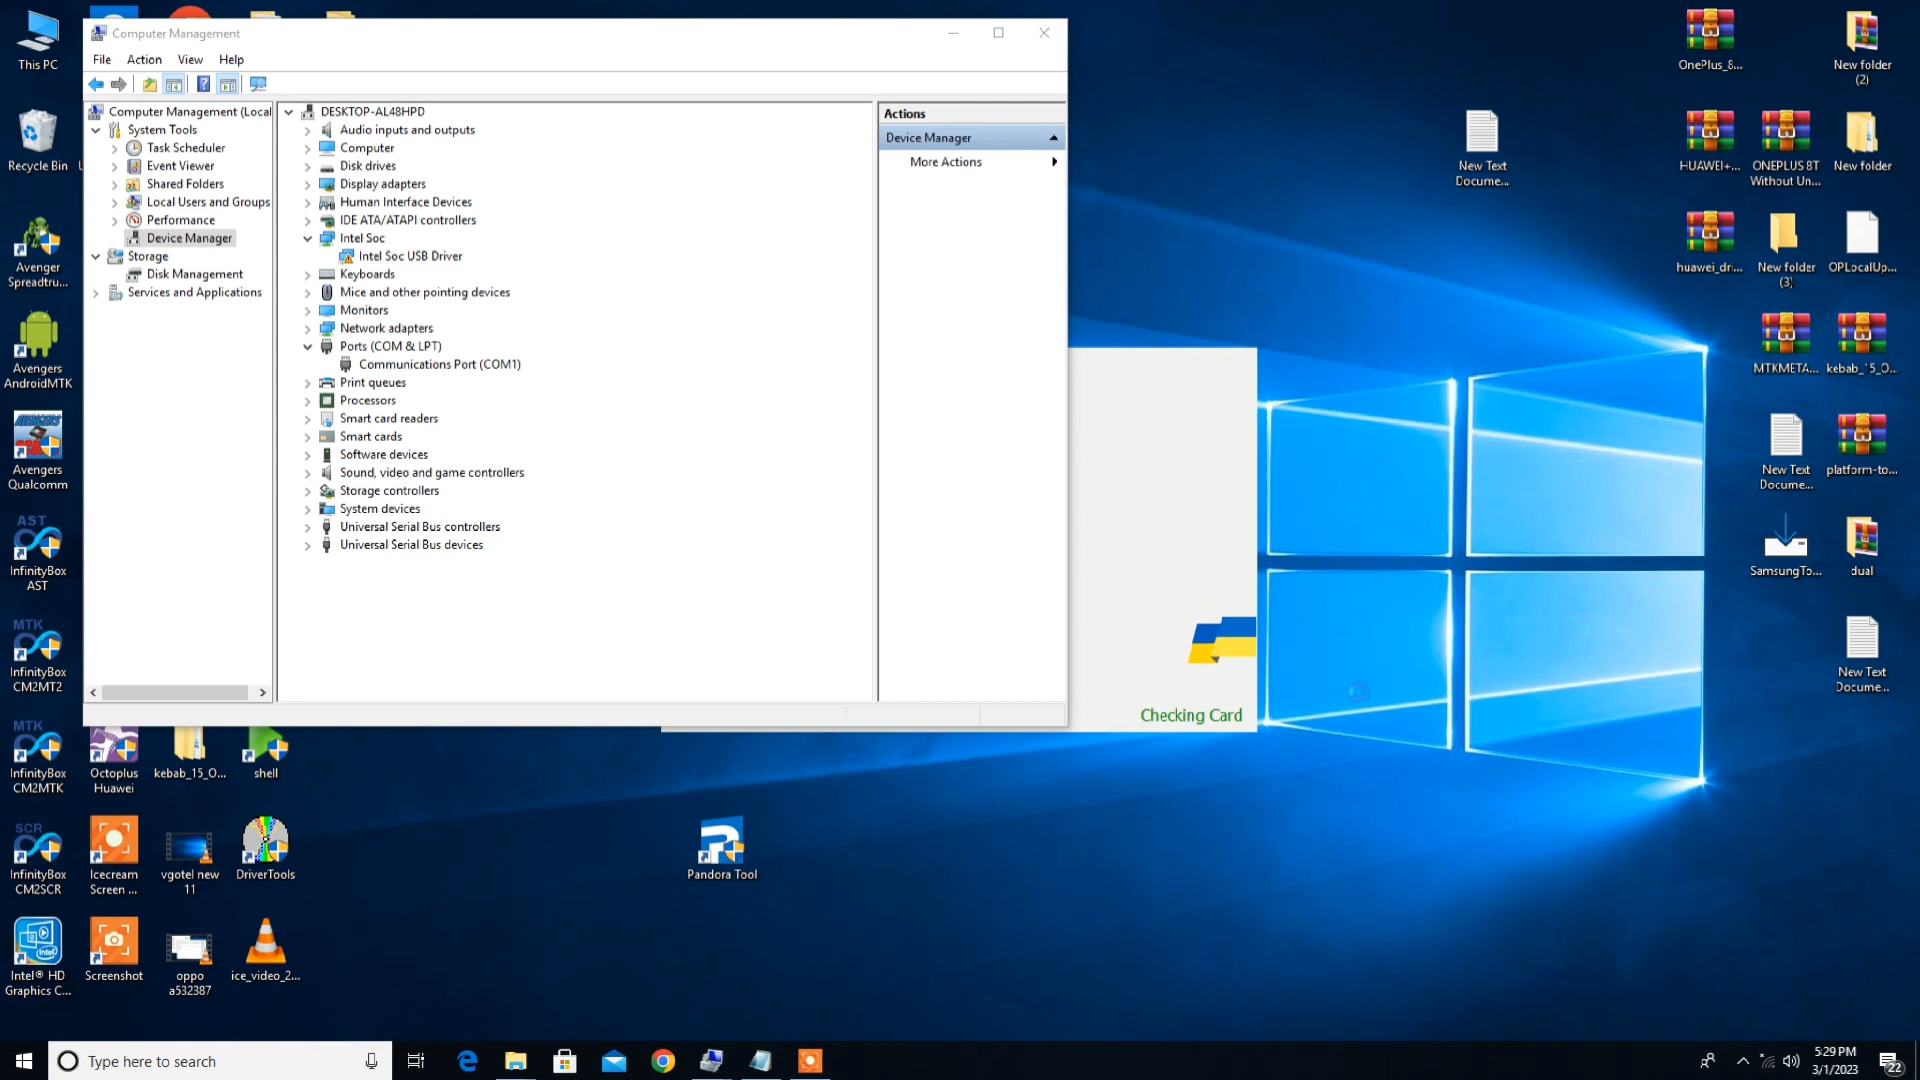 This PC
Recycle Bin
U
Avenger
Spreadtru...
Avengers
AndroidMTK
AVENGERS
Avengers
Qualcomm
AST
InfinityBox
AST
MTK
InfinityBox
CM2MT2
MTK
InfinityBox
CM2MTK
SCR
InfinityBox
CM2SCR
intel
Intel® HD
Graphics C...
Octoplus
Huawei
kebab_15_O...
shell
Icecream
Screen ...
vgotel new
11
DriverTools
Screenshot
oppo
a532387
ice_video_2...
Computer Management
File Action View Help
Computer Management (Local
System Tools
Task Scheduler
Event Viewer
Shared Folders
Local Users and Groups
Performance
Device Manager
Storage
Disk Management
Services and Applications
DESKTOP-AL48HPD
Audio inputs and outputs
Computer
Disk drives
Display adapters
Human Interface Devices
IDE ATA/ATAPI controllers
Intel Soc
Intel Soc USB Driver
Keyboards
Mice and other pointing devices
Monitors
Network adapters
Ports (COM & LPT)
Communications Port (COM1)
Print queues
Processors
Smart card readers
Smart cards
Software devices
Sound, video and game controllers
Storage controllers
System devices
Universal Serial Bus controllers
Universal Serial Bus devices
Actions
Device Manager
More Actions
Checking Card
Pandora Tool
New Text
Docume...
OnePlus_8...
New folder
(2)
HUAWEI+...
ONEPLUS 8T
Without Un...
New folder
huawei_dri...
New folder
(3)
OPLocalUp...
MTKMETA...
kebab_15_O...
New Text
Docume...
platform-to...
SamsungTo...
dual
New Text
Docume...
Type here to search
5:29 PM
3/1/2023
22